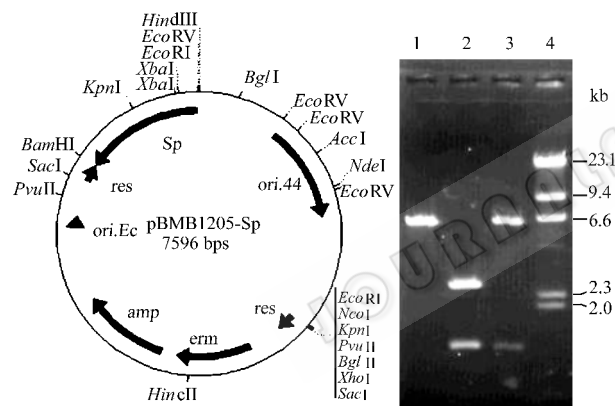 HindIII
EcoRV
EcoRI
XbaI
XbaI
KpnI
BglI
EcoRV
EcoRV
AccI
NdeI
EcoRV
BamHI
SacI
PvuII
Sp
res
ori.44
ori.Ec
pBMB1205-Sp
7596 bps
amp
erm
res
HincII
EcoRI
NcoI
KpnI
PvuII
BglII
XhoI
SacI
1 2 3 4
kb
23.1
9.4
6.6
2.3
2.0